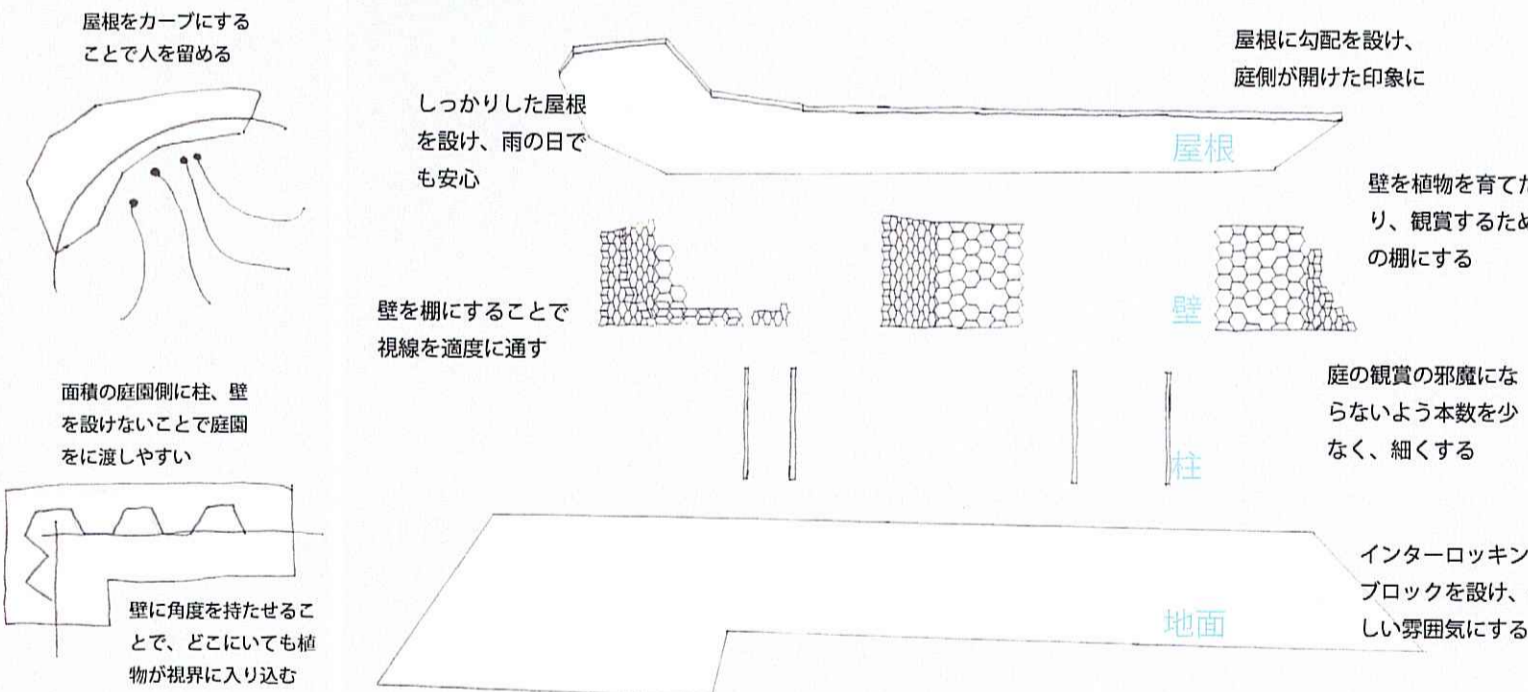 屋根をカーブにする
ことで人を留める
面積の庭園側に柱、壁
を設けないことで庭園
をに渡しやすい
壁に角度を持たせるこ
とで、どこにいても植
物が視界に入り込む
しっかりした屋根
を設け、雨の日で
も安心
屋根に勾配を設け、
庭側が開けた印象に
屋根
壁を植物を育てた
り、観賞するため
の棚にする
壁を棚にすることで
視線を適度に通す
壁
庭の観賞の邪魔にな
らないよう本数を少
なく、細くする
柱
インターロッキン
ブロックを設け、
しい雰囲気にする
地面